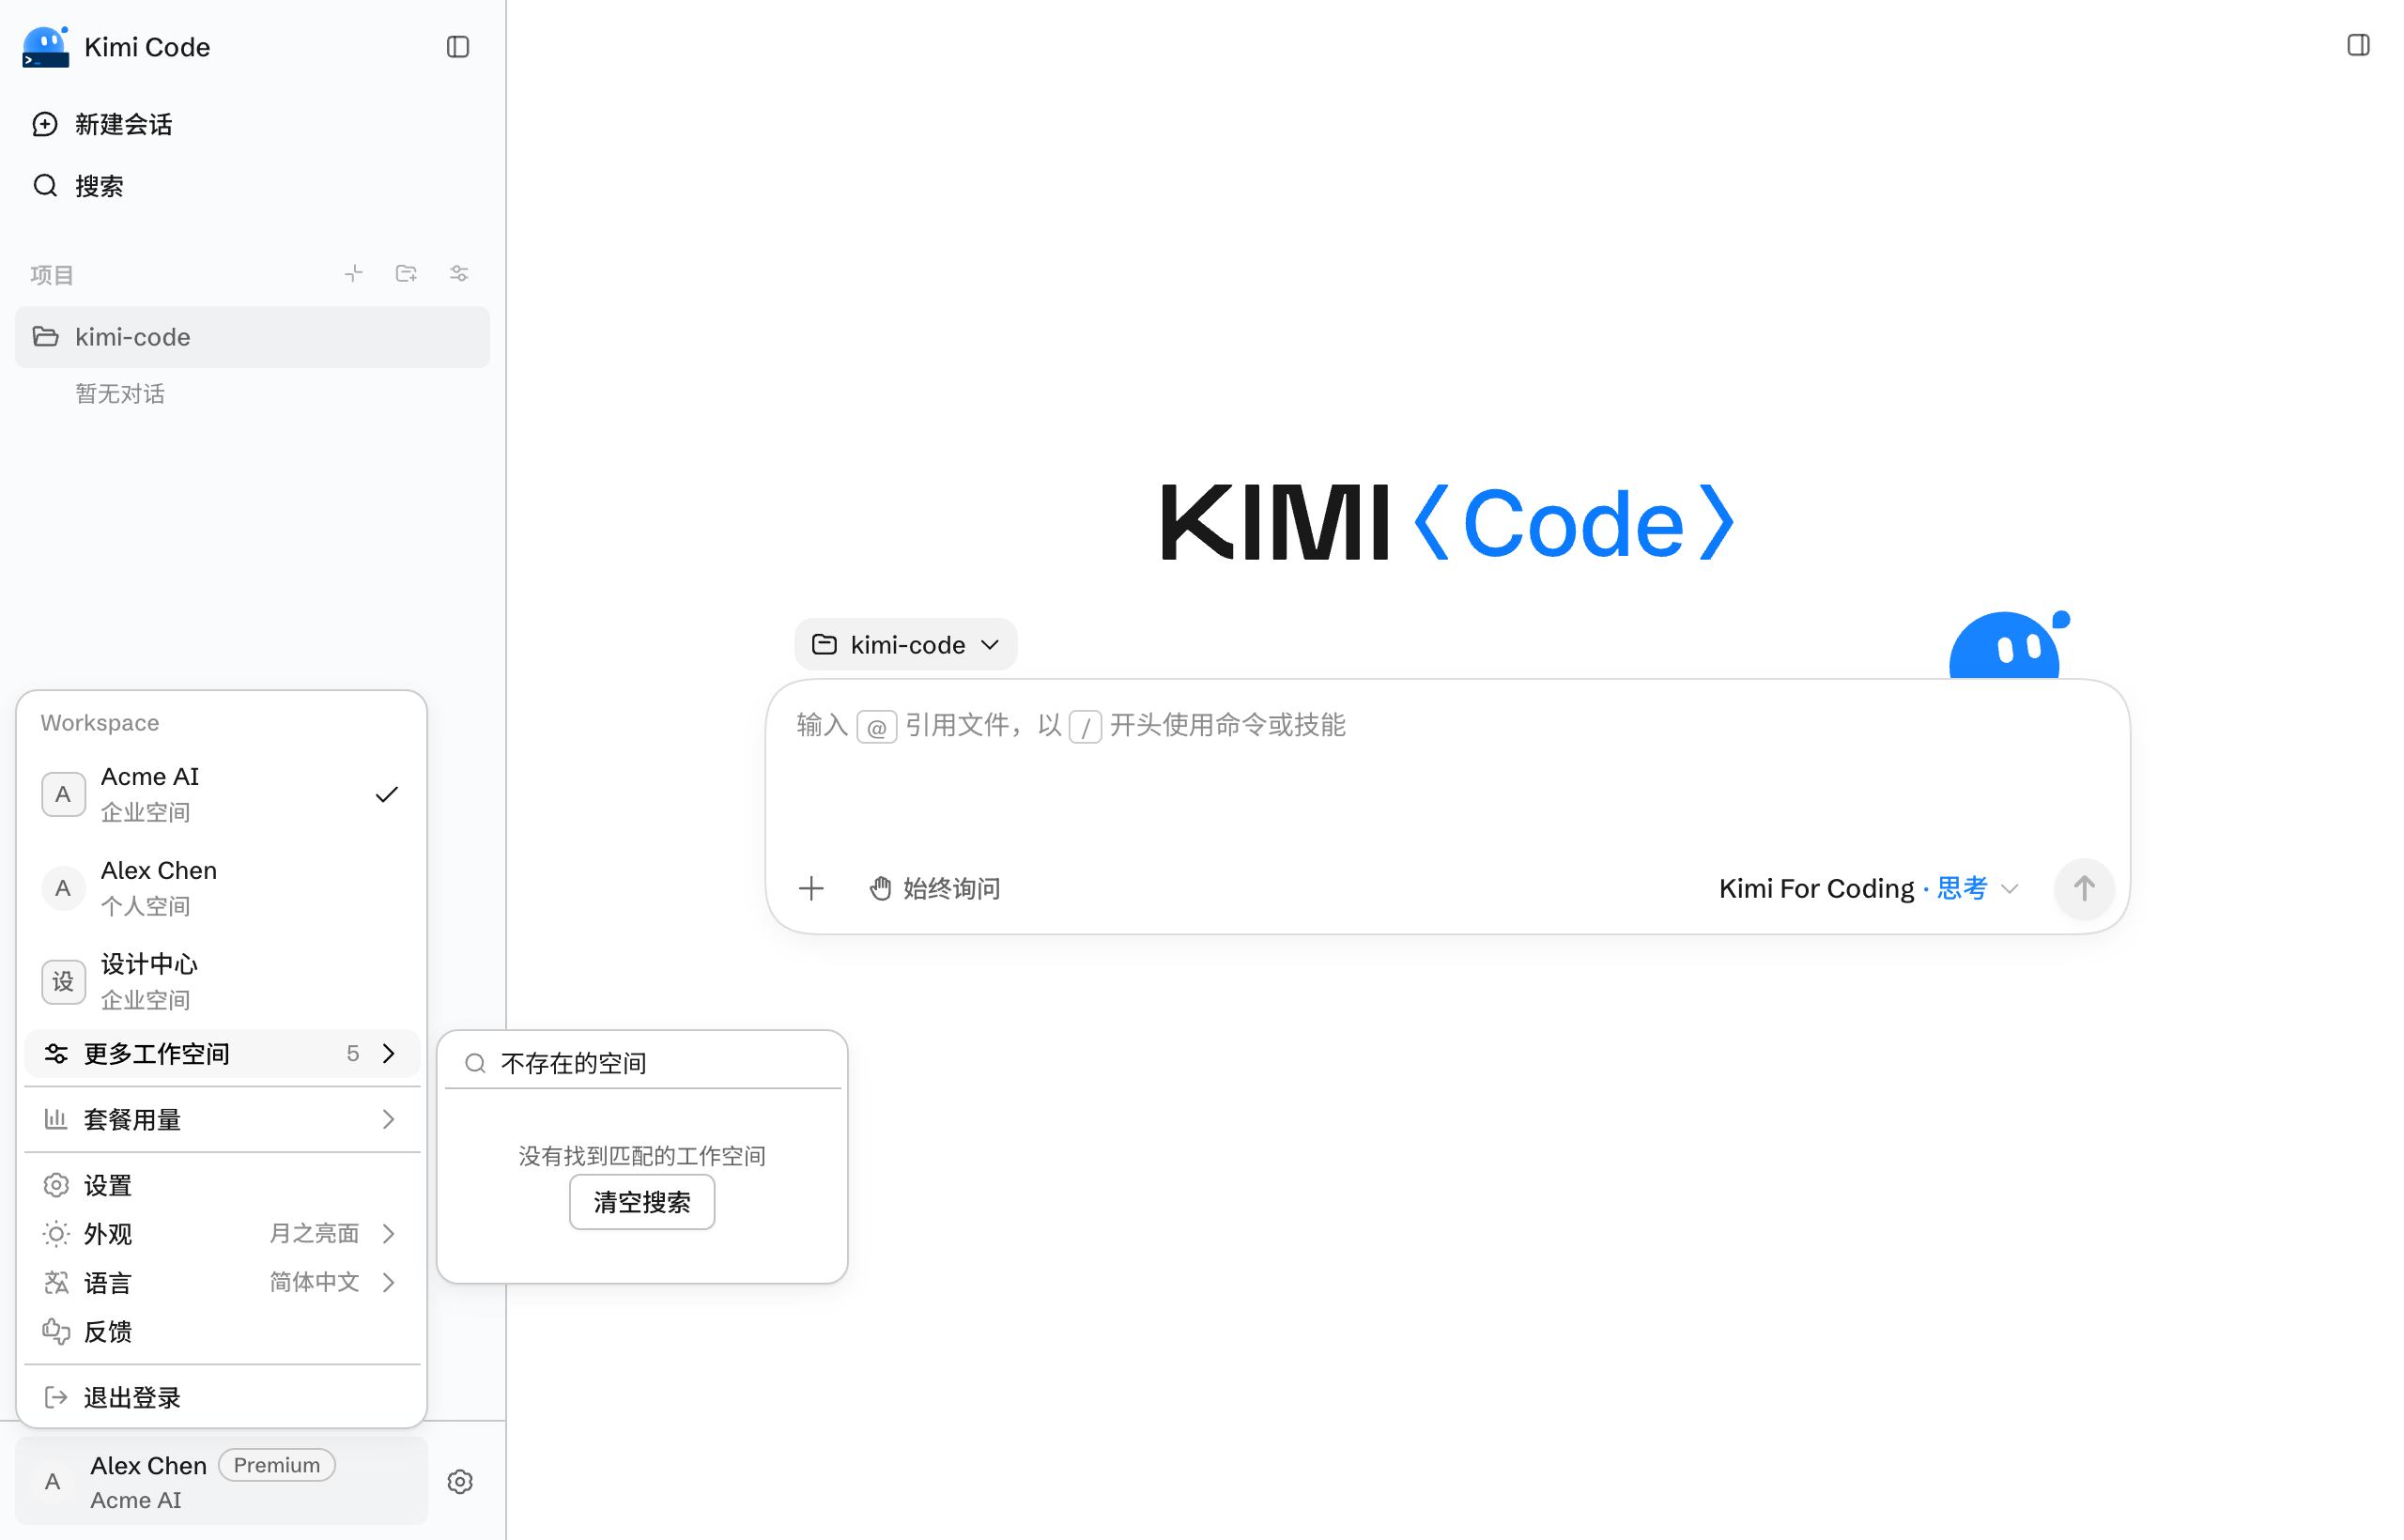 Kimi Code
新建会话
搜索
项目
kimi-code
暂无对话
KIMI〈Code〉
kimi-code
输入 @ 引用文件，以 / 开头使用命令或技能
始终询问
Kimi For Coding · 思考
Workspace
A
Acme AI
企业空间
A
Alex Chen
个人空间
设
设计中心
企业空间
更多工作空间 5
套餐用量
设置
外观 月之亮面
语言 简体中文
反馈
退出登录
不存在的空间
没有找到匹配的工作空间
清空搜索
A
Alex Chen Premium
Acme AI